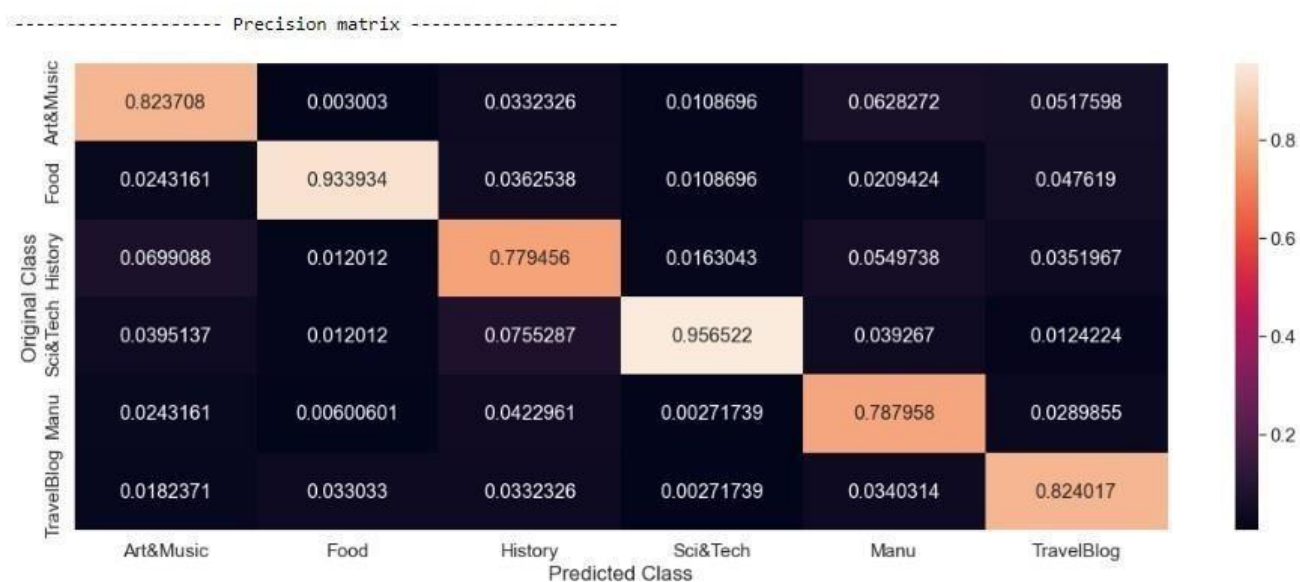 -------------------- Precision matrix --------------------
Art&Music 0.823708 0.003003 0.0332326 0.0108696 0.0628272 0.0517598
Food 0.0243161 0.933934 0.0362538 0.0108696 0.0209424 0.047619
History 0.0699088 0.012012 0.779456 0.0163043 0.0549738 0.0351967
Sci&Tech 0.0395137 0.012012 0.0755287 0.956522 0.039267 0.0124224
Manu 0.0243161 0.00600601 0.0422961 0.00271739 0.787958 0.0289855
TravelBlog 0.0182371 0.033033 0.0332326 0.00271739 0.0340314 0.824017
Original Class
Art&Music Food History Sci&Tech Manu TravelBlog
Predicted Class
0.8
0.6
0.4
0.2